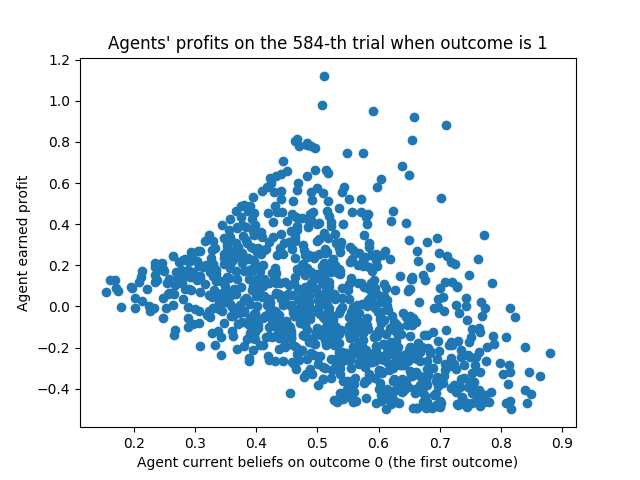 Agents' profits on the 584-th trial when outcome is 1
1.2
1.0
0.8
0.6
0.4
0.2
0.0
−0.2
−0.4
Agent earned profit
0.2 0.3 0.4 0.5 0.6 0.7 0.8 0.9
Agent current beliefs on outcome 0 (the first outcome)